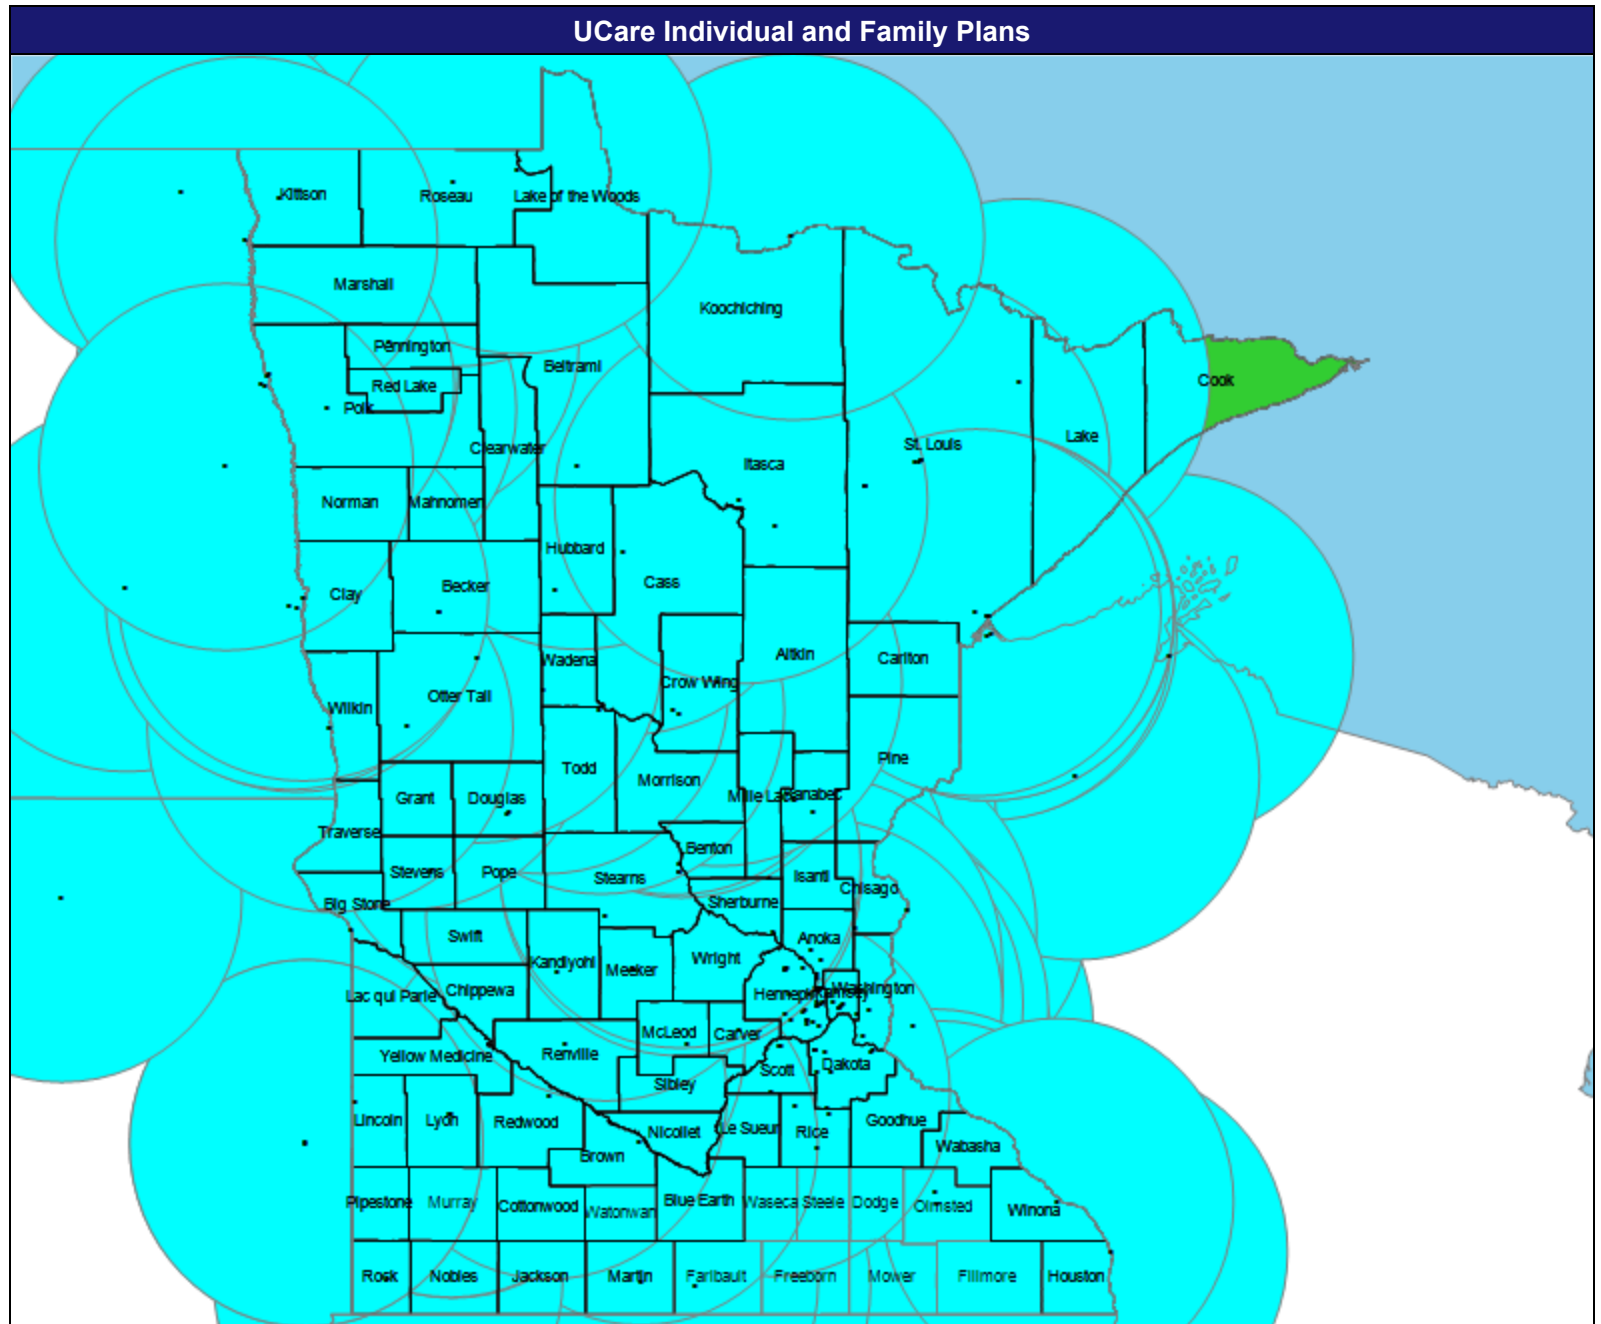 UCare Individual and Family Plans
Kittson
Roseau
Lake of the Woods
Marshall
Koochiching
Pennington
Beltrami
Red Lake
Cook
Polk
Lake
St. Louis
Clearwater
Itasca
Norman
Mahnomen
Hubbard
Cass
Becker
Clay
Aitkin
Carlton
Wadena
Crow Wing
Otter Tail
Wilkin
Pine
Todd
Morrison
Grant
Douglas
Mille Lacs
Kanabec
Traverse
Benton
Stevens
Pope
Stearns
Isanti
Chisago
Big Stone
Sherburne
Swift
Anoka
Wright
Kandiyohi
Meeker
Lac qui Parle
Chippewa
Hennepin
Ramsey
Washington
McLeod
Carver
Yellow Medicine
Renville
Scott
Dakota
Sibley
Lincoln
Lyon
Redwood
Nicollet
Le Sueur
Rice
Goodhue
Wabasha
Brown
Pipestone
Murray
Cottonwood
Watonwan
Blue Earth
Waseca
Steele
Dodge
Olmsted
Winona
Rock
Nobles
Jackson
Martin
Faribault
Freeborn
Mower
Fillmore
Houston